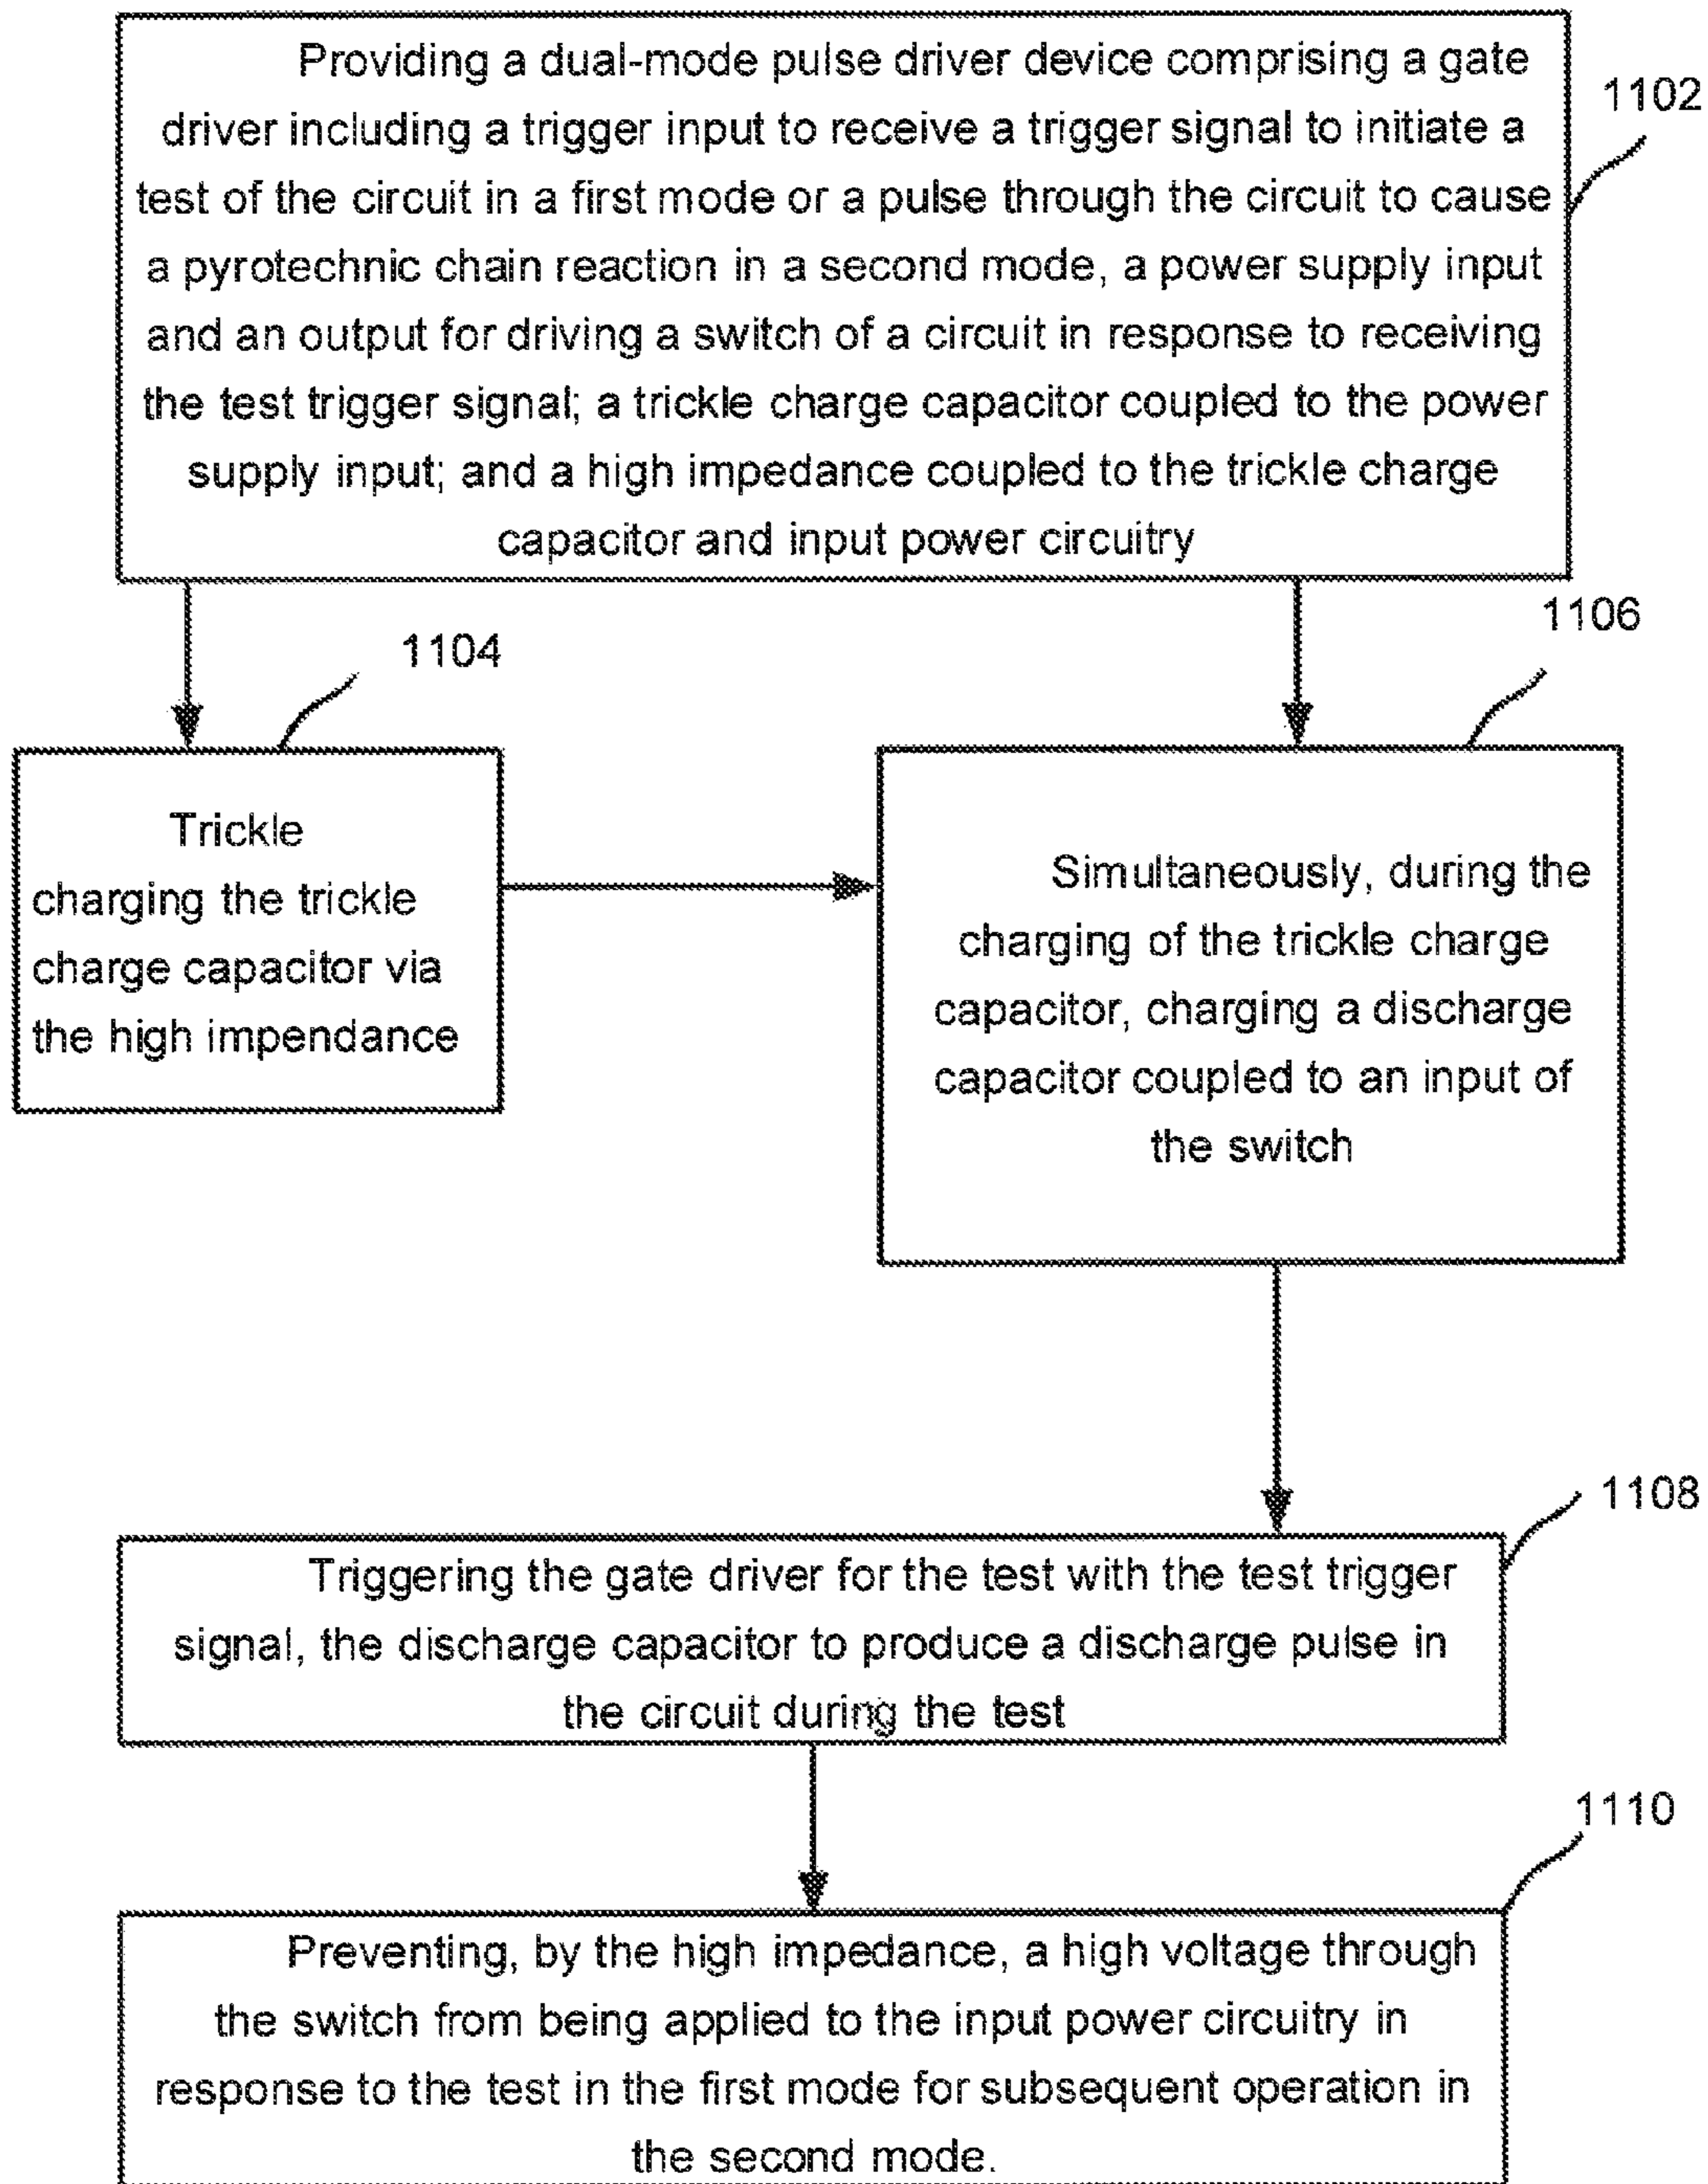 Providing a dual-mode pulse driver device comprising a gate
driver including a trigger input to receive a trigger signal to initiate a
test of the circuit in a first mode or a pulse through the circuit to cause
a pyrotechnic chain reaction in a second mode, a power supply input
and an output for driving a switch of a circuit in response to receiving
the test trigger signal; a trickle charge capacitor coupled to the power
supply input; and a high impedance coupled to the trickle charge
capacitor and input power circuitry
1102
1104
Trickle
charging the trickle
charge capacitor via
the high impendance
1106
Simultaneously, during the
charging of the trickle charge
capacitor, charging a discharge
capacitor coupled to an input of
the switch
1108
Triggering the gate driver for the test with the test trigger
signal, the discharge capacitor to produce a discharge pulse in
the circuit during the test
1110
Preventing, by the high impedance, a high voltage through
the switch from being applied to the input power circuitry in
response to the test in the first mode for subsequent operation in
the second mode.